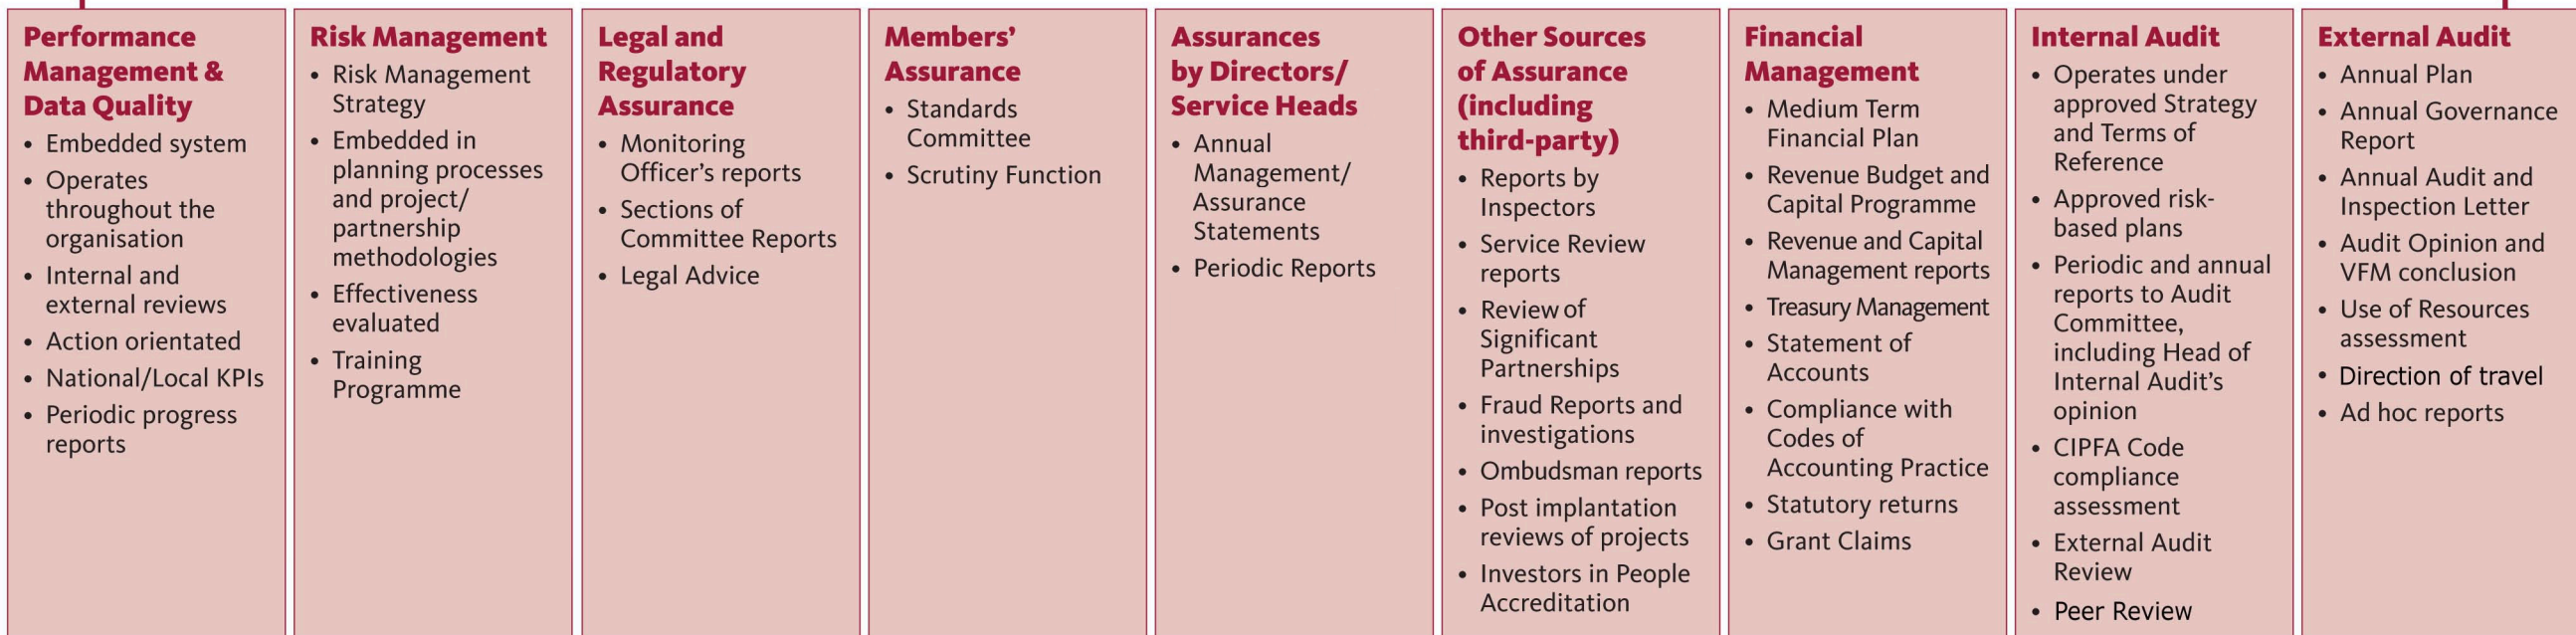 Performance
Management &
Data Quality
• Embedded system
• Operates
throughout the
organisation
• Internal and
external reviews
• Action orientated
• National/Local KPIs
• Periodic progress
reports
Risk Management
• Risk Management
Strategy
• Embedded in
planning processes
and project/
partnership
methodologies
• Effectiveness
evaluated
• Training
Programme
Legal and
Regulatory
Assurance
• Monitoring
Officer’s reports
• Sections of
Committee Reports
• Legal Advice
Members’
Assurance
• Standards
Committee
• Scrutiny Function
Assurances
by Directors/
Service Heads
• Annual
Management/
Assurance
Statements
• Periodic Reports
Other Sources
of Assurance
(including
third-party)
• Reports by
Inspectors
• Service Review
reports
• Review of
Significant
Partnerships
• Fraud Reports and
investigations
• Ombudsman reports
• Post implantation
reviews of projects
• Investors in People
Accreditation
Financial
Management
• Medium Term
Financial Plan
• Revenue Budget and
Capital Programme
• Revenue and Capital
Management reports
• Treasury Management
• Statement of
Accounts
• Compliance with
Codes of
Accounting Practice
• Statutory returns
• Grant Claims
Internal Audit
• Operates under
approved Strategy
and Terms of
Reference
• Approved risk-
based plans
• Periodic and annual
reports to Audit
Committee,
including Head of
Internal Audit’s
opinion
• CIPFA Code
compliance
assessment
• External Audit
Review
• Peer Review
External Audit
• Annual Plan
• Annual Governance
Report
• Annual Audit and
Inspection Letter
• Audit Opinion and
VFM conclusion
• Use of Resources
assessment
• Direction of travel
• Ad hoc reports